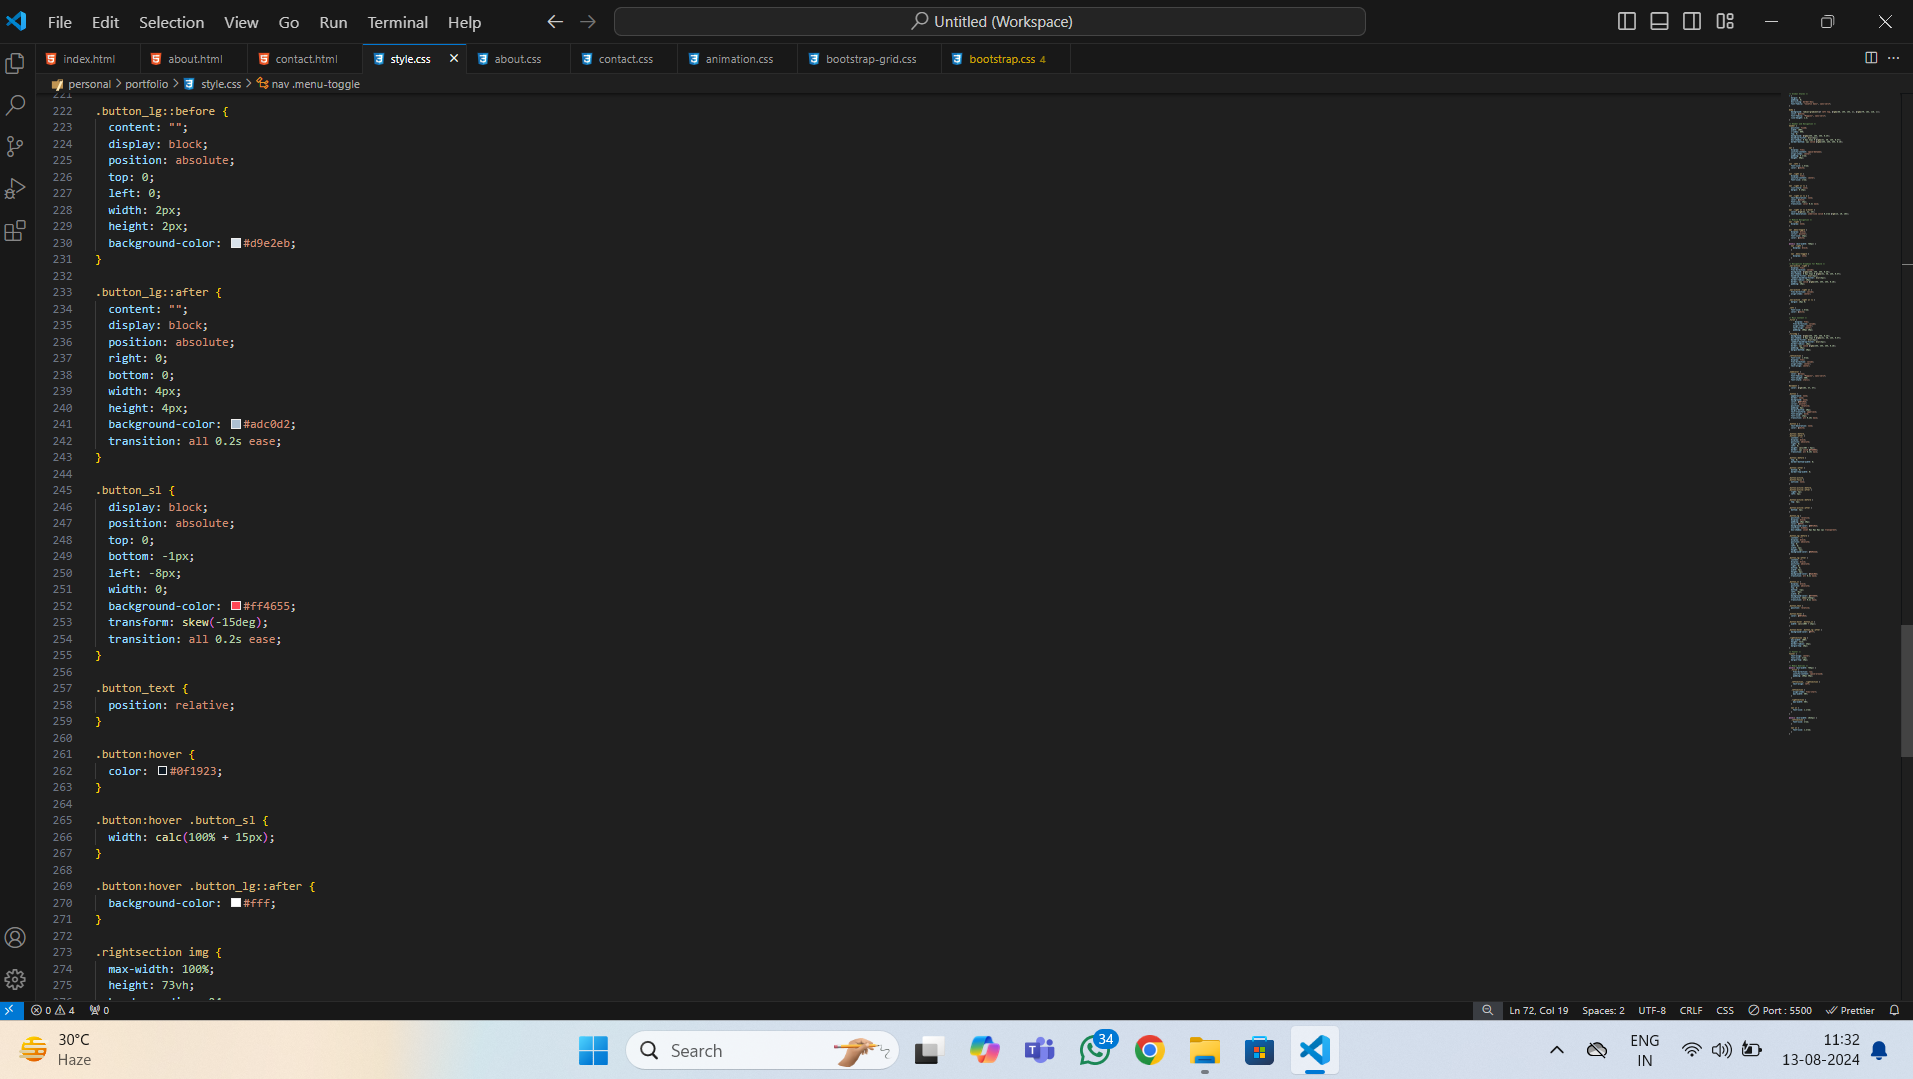 File Edit Selection View Go Run Terminal Help
Untitled (Workspace)
index.html about.html contact.html style.css about.css contact.css animation.css bootstrap-grid.css bootstrap.css 4
personal > portfolio > style.css > nav .menu-toggle
221
222 .button_lg::before {
223 content: "";
224 display: block;
225 position: absolute;
226 top: 0;
227 left: 0;
228 width: 2px;
229 height: 2px;
230 background-color: #d9e2eb;
231 }
232
233 .button_lg::after {
234 content: "";
235 display: block;
236 position: absolute;
237 right: 0;
238 bottom: 0;
239 width: 4px;
240 height: 4px;
241 background-color: #adc0d2;
242 transition: all 0.2s ease;
243 }
244
245 .button_sl {
246 display: block;
247 position: absolute;
248 top: 0;
249 bottom: -1px;
250 left: -8px;
251 width: 0;
252 background-color: #ff4655;
253 transform: skew(-15deg);
254 transition: all 0.2s ease;
255 }
256
257 .button_text {
258 position: relative;
259 }
260
261 .button:hover {
262 color: #0f1923;
263 }
264
265 .button:hover .button_sl {
266 width: calc(100% + 15px);
267 }
268
269 .button:hover .button_lg::after {
270 background-color: #fff;
271 }
272
273 .rightsection img {
274 max-width: 100%;
275 height: 73vh;
0 4 0 Ln 72, Col 19 Spaces: 2 UTF-8 CRLF CSS Port : 5500 Prettier
30°C
Haze
Search
34
ENG
IN
11:32
13-08-2024